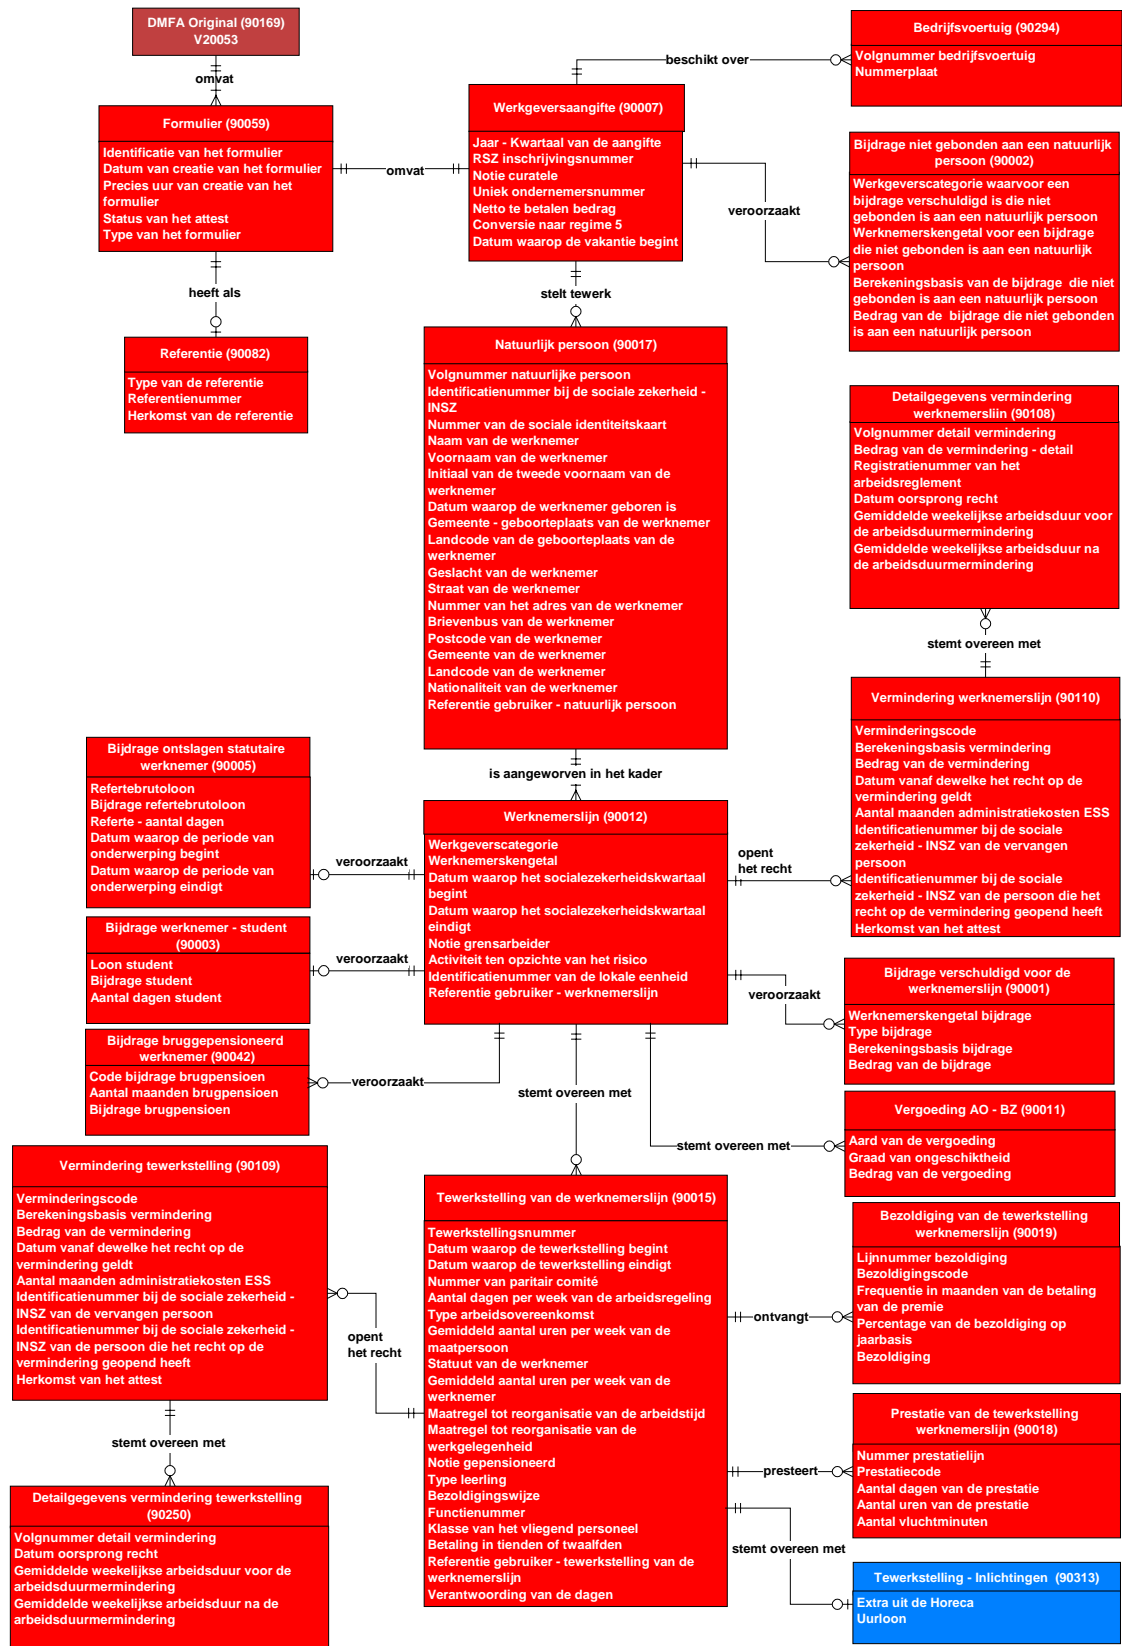 DMFA Original (90169)
V20053
omvat
Formulier (90059)
Identificatie van het formulier
Datum van creatie van het formulier
Precies uur van creatie van het
formulier
Status van het attest
Type van het formulier
omvat
heeft als
Referentie (90082)
Type van de referentie
Referentienummer
Herkomst van de referentie
Werkgeversaangifte (90007)
Jaar - Kwartaal van de aangifte
RSZ inschrijvingsnummer
Notie curatele
Uniek ondernemersnummer
Netto te betalen bedrag
Conversie naar regime 5
Datum waarop de vakantie begint
beschikt over
Bedrijfsvoertuig (90294)
Volgnummer bedrijfsvoertuig
Nummerplaat
veroorzaakt
Bijdrage niet gebonden aan een natuurlijk
persoon (90002)
Werkgeverscategorie waarvoor een
bijdrage verschuldigd is die niet
gebonden is aan een natuurlijk persoon
Werknemerskengetal voor een bijdrage
die niet gebonden is aan een natuurlijk
persoon
Berekeningsbasis van de bijdrage  die niet
gebonden is aan een natuurlijk persoon
Bedrag van de  bijdrage die niet gebonden
is aan een natuurlijk persoon
stelt tewerk
Natuurlijk persoon (90017)
Volgnummer natuurlijke persoon
Identificatienummer bij de sociale zekerheid -
INSZ
Nummer van de sociale identiteitskaart
Naam van de werknemer
Voornaam van de werknemer
Initiaal van de tweede voornaam van de
werknemer
Datum waarop de werknemer geboren is
Gemeente - geboorteplaats van de werknemer
Landcode van de geboorteplaats van de
werknemer
Geslacht van de werknemer
Straat van de werknemer
Nummer van het adres van de werknemer
Brievenbus van de werknemer
Postcode van de werknemer
Gemeente van de werknemer
Landcode van de werknemer
Nationaliteit van de werknemer
Referentie gebruiker - natuurlijk persoon
Detailgegevens vermindering
werknemerslijn (90108)
Volgnummer detail vermindering
Bedrag van de vermindering - detail
Registratienummer van het
arbeidsreglement
Datum oorsprong recht
Gemiddelde weekelijkse arbeidsduur voor
de arbeidsduurmermindering
Gemiddelde weekelijkse arbeidsduur na
de arbeidsduurmermindering
stemt overeen met
Vermindering werknemerslijn (90110)
Verminderingscode
Berekeningsbasis vermindering
Bedrag van de vermindering
Datum vanaf dewelke het recht op de
vermindering geldt
Aantal maanden administratiekosten ESS
Identificatienummer bij de sociale
zekerheid - INSZ van de vervangen
persoon
Identificatienummer bij de sociale
zekerheid - INSZ van de persoon die het
recht op de vermindering geopend heeft
Herkomst van het attest
is aangeworven in het kader
Bijdrage ontslagen statutaire
werknemer (90005)
Refertebrutoloon
Bijdrage refertebrutoloon
Referte - aantal dagen
Datum waarop de periode van
onderwerping begint
Datum waarop de periode van
onderwerping eindigt
veroorzaakt
Werknemerslijn (90012)
Werkgeverscategorie
Werknemerskengetal
Datum waarop het socialezekerheidskwartaal
begint
Datum waarop het socialezekerheidskwartaal
eindigt
Notie grensarbeider
Activiteit ten opzichte van het risico
Identificatienummer van de lokale eenheid
Referentie gebruiker - werknemerslijn
opent
het recht
Bijdrage werknemer - student
(90003)
Loon student
Bijdrage student
Aantal dagen student
veroorzaakt
veroorzaakt
Bijdrage verschuldigd voor de
werknemerslijn (90001)
Werknemerskengetal bijdrage
Type bijdrage
Berekeningsbasis bijdrage
Bedrag van de bijdrage
Bijdrage bruggepensioneerd
werknemer (90042)
Code bijdrage brugpensioen
Aantal maanden brugpensioen
Bijdrage brugpensioen
veroorzaakt
stemt overeen met
stemt overeen met
Vergoeding AO - BZ (90011)
Aard van de vergoeding
Graad van ongeschiktheid
Bedrag van de vergoeding
Vermindering tewerkstelling (90109)
Verminderingscode
Berekeningsbasis vermindering
Bedrag van de vermindering
Datum vanaf dewelke het recht op de
vermindering geldt
Aantal maanden administratiekosten ESS
Identificatienummer bij de sociale zekerheid -
INSZ van de vervangen persoon
Identificatienummer bij de sociale zekerheid -
INSZ van de persoon die het recht op de
vermindering geopend heeft
Herkomst van het attest
opent
het recht
stemt overeen met
Detailgegevens vermindering tewerkstelling
(90250)
Volgnummer detail vermindering
Datum oorsprong recht
Gemiddelde weekelijkse arbeidsduur voor de
arbeidsduurmermindering
Gemiddelde weekelijkse arbeidsduur na de
arbeidsduurmermindering
Tewerkstelling van de werknemerslijn (90015)
Tewerkstellingsnummer
Datum waarop de tewerkstelling begint
Datum waarop de tewerkstelling eindigt
Nummer van paritair comité
Aantal dagen per week van de arbeidsregeling
Type arbeidsovereenkomst
Gemiddeld aantal uren per week van de
maatpersoon
Statuut van de werknemer
Gemiddeld aantal uren per week van de
werknemer
Maatregel tot reorganisatie van de arbeidstijd
Maatregel tot reorganisatie van de
werkgelegenheid
Notie gepensioneerd
Type leerling
Bezoldigingswijze
Functienummer
Klasse van het vliegend personeel
Betaling in tienden of twaalfden
Referentie gebruiker - tewerkstelling van de
werknemerslijn
Verantwoording van de dagen
ontvangt
Bezoldiging van de tewerkstelling
werknemerslijn (90019)
Lijnnummer bezoldiging
Bezoldigingscode
Frequentie in maanden van de betaling
van de premie
Percentage van de bezoldiging op
jaarbasis
Bezoldiging
presteert
Prestatie van de tewerkstelling
werknemerslijn (90018)
Nummer prestatielijn
Prestatiecode
Aantal dagen van de prestatie
Aantal uren van de prestatie
Aantal vluchtminuten
stemt overeen met
Tewerkstelling - Inlichtingen  (90313)
Extra uit de Horeca
Uurloon